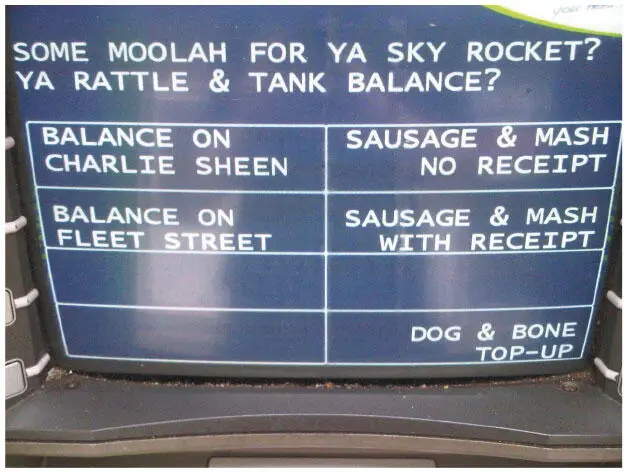 SOME MOOLAH FOR YA SKY ROCKET?
YA RATTLE & TANK BALANCE?
BALANCE ON
CHARLIE SHEEN
SAUSAGE & MASH
NO RECEIPT
BALANCE ON
FLEET STREET
SAUSAGE & MASH
WITH RECEIPT
DOG & BONE
TOP-UP